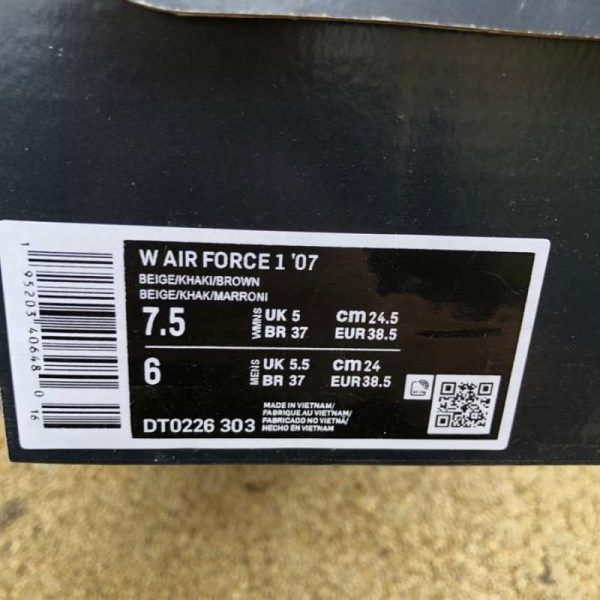 W AIR FORCE 1 '07
BEIGE/KHAKI/BROWN
BEIGE/KHAK/MARRONI
7.5 WMNS UK 5 cm 24.5
BR 37 EUR 38.5
6 MENS UK 5.5 cm 24
BR 37 EUR 38.5
DT0226 303
MADE IN VIETNAM/
FABRIQUE AU VIETNAM/
FABRICADO NO VIETNÃ/
HECHO EN VIETNAM
1 95203 40648 0 16